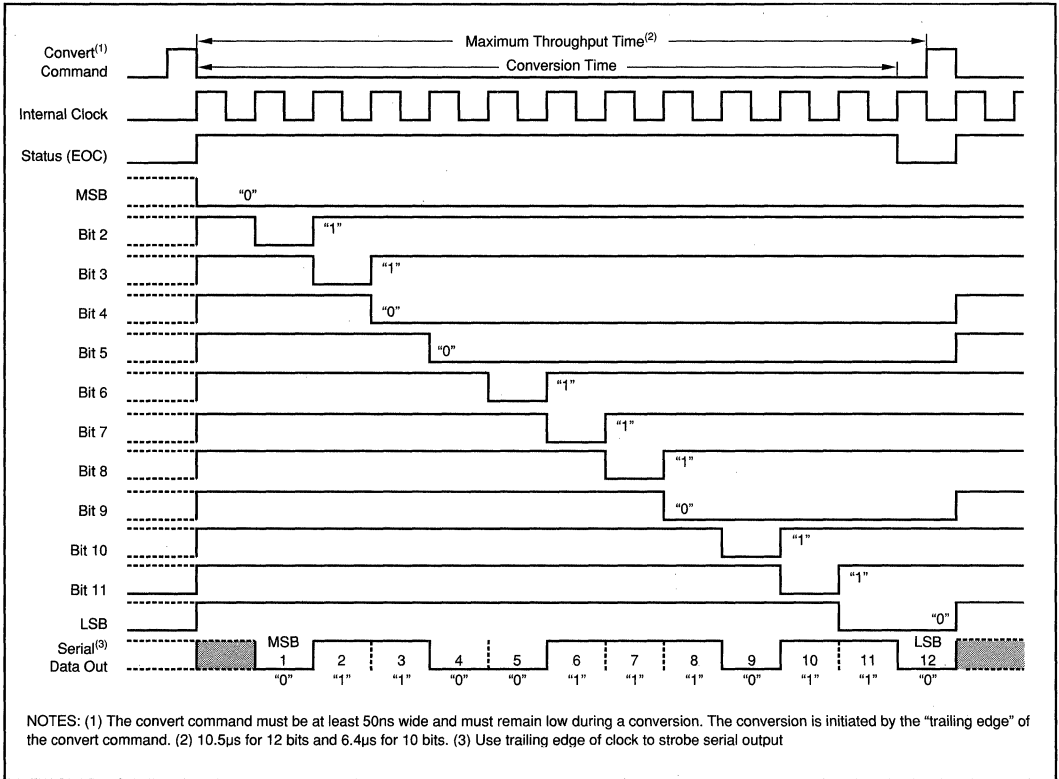 Convert(1) Command
Maximum Throughput Time(2)
Conversion Time
Internal Clock
Status (EOC)
MSB
"0"
Bit 2
"1"
Bit 3
"1"
Bit 4
"0"
Bit 5
"0"
Bit 6
"1"
Bit 7
"1"
Bit 8
"1"
Bit 9
"0"
Bit 10
"1"
Bit 11
"1"
LSB
"0"
Serial(3) Data Out
MSB LSB
1 2 3 4 5 6 7 8 9 10 11 12
"0" "1" "1" "0" "0" "1" "1" "1" "0" "1" "1" "0"
NOTES: (1) The convert command must be at least 50ns wide and must remain low during a conversion. The conversion is initiated by the "trailing edge" of
the convert command. (2) 10.5µs for 12 bits and 6.4µs for 10 bits. (3) Use trailing edge of clock to strobe serial output